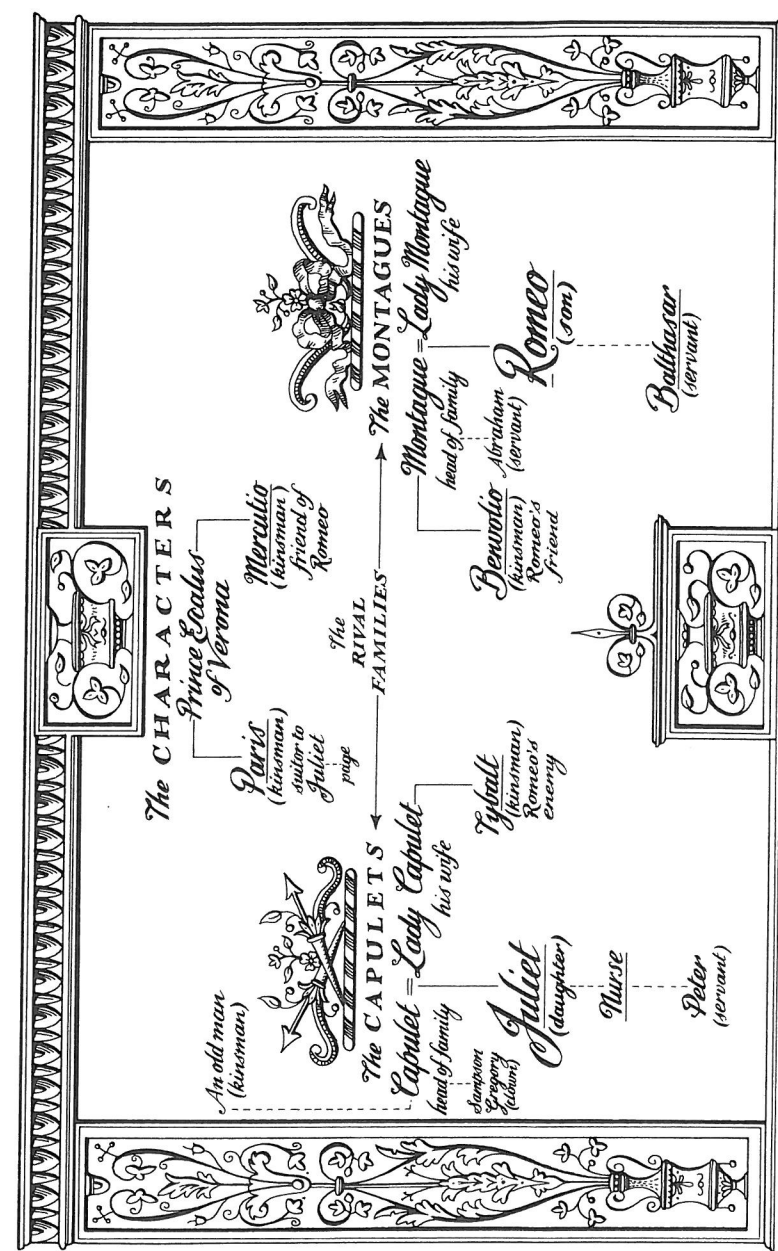 The CHARACTERS
Prince Escalus
of Verona
Paris
(kinsman)
suitor to
Juliet
page
Mercutio
(kinsman)
friend of
Romeo
The
RIVAL
FAMILIES
An old man
(kinsman)
The CAPULETS
Capulet = Lady Capulet
head of family
his wife
Sampson
Gregory
(clown)
Juliet
(daughter)
Nurse
Peter
(servant)
Tybalt
(kinsman)
Romeo's
enemy
The MONTAGUES
Montague = Lady Montague
head of family
his wife
Abraham
(servant)
Benvolio
(kinsman)
Romeo's
friend
Romeo
(son)
Balthasar
(servant)